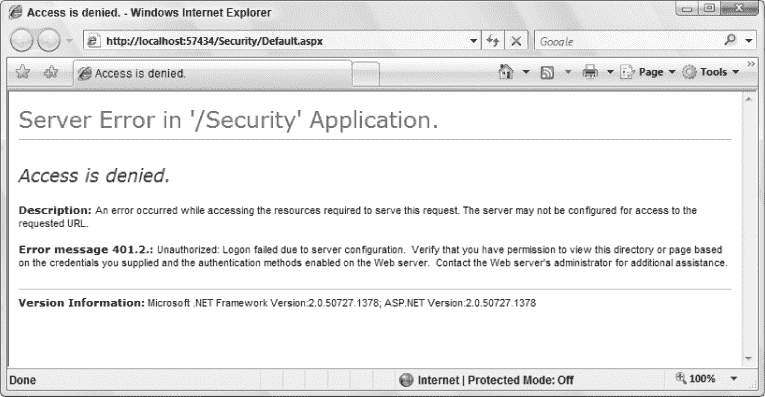 Access is denied. - Windows Internet Explorer
http://localhost:57434/Security/Default.aspx
Google
Access is denied.
Page
Tools
Server Error in '/Security' Application.
Access is denied.
Description: An error occurred while accessing the resources required to serve this request. The server may not be configured for access to the
requested URL.
Error message 401.2.: Unauthorized: Logon failed due to server configuration. Verify that you have permission to view this directory or page based
on the credentials you supplied and the authentication methods enabled on the Web server. Contact the Web server's administrator for additional assistance.
Version Information: Microsoft .NET Framework Version:2.0.50727.1378; ASP.NET Version:2.0.50727.1378
Done
Internet | Protected Mode: Off
100%